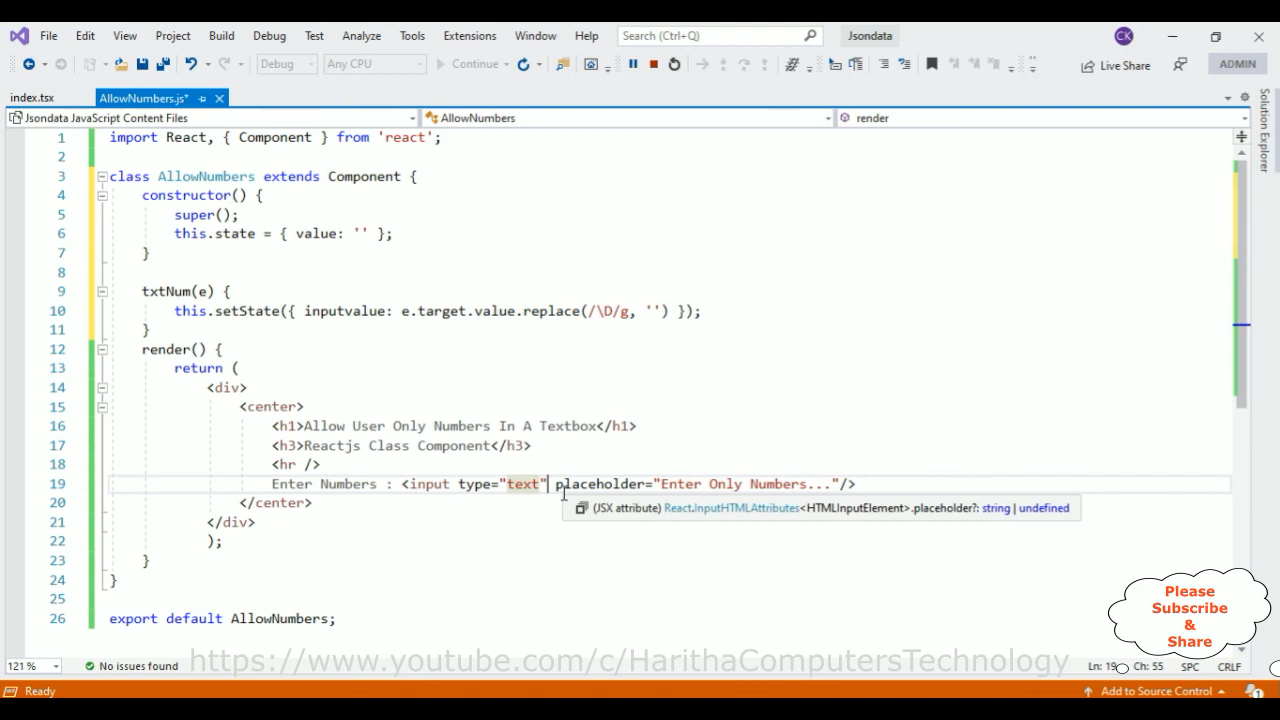 File Edit View Project Build Debug Test Analyze Tools Extensions Window Help Search (Ctrl+Q) Jsondata CK
Debug Any CPU Continue Live Share ADMIN
index.tsx AllowNumbers.js*
Jsondata JavaScript Content Files AllowNumbers render
Solution Explorer
1 import React, { Component } from 'react';
2
3 class AllowNumbers extends Component {
4 constructor() {
5 super();
6 this.state = { value: '' };
7 }
8
9 txtNum(e) {
10 this.setState({ inputvalue: e.target.value.replace(/\D/g, '') });
11 }
12 render() {
13 return (
14 <div>
15 <center>
16 <h1>Allow User Only Numbers In A Textbox</h1>
17 <h3>Reactjs Class Component</h3>
18 <hr />
19 Enter Numbers : <input type="text" placeholder="Enter Only Numbers..."/>
20 </center>
(JSX attribute) React.InputHTMLAttributes<HTMLInputElement>.placeholder?: string | undefined
21 </div>
22 );
23 }
24 }
25
26 export default AllowNumbers;
Please
Subscribe
&
Share
121 % No issues found https://www.youtube.com/c/HarithaComputersTechnology Ln: 19 Ch: 55 SPC CRLF
Ready Add to Source Control 1